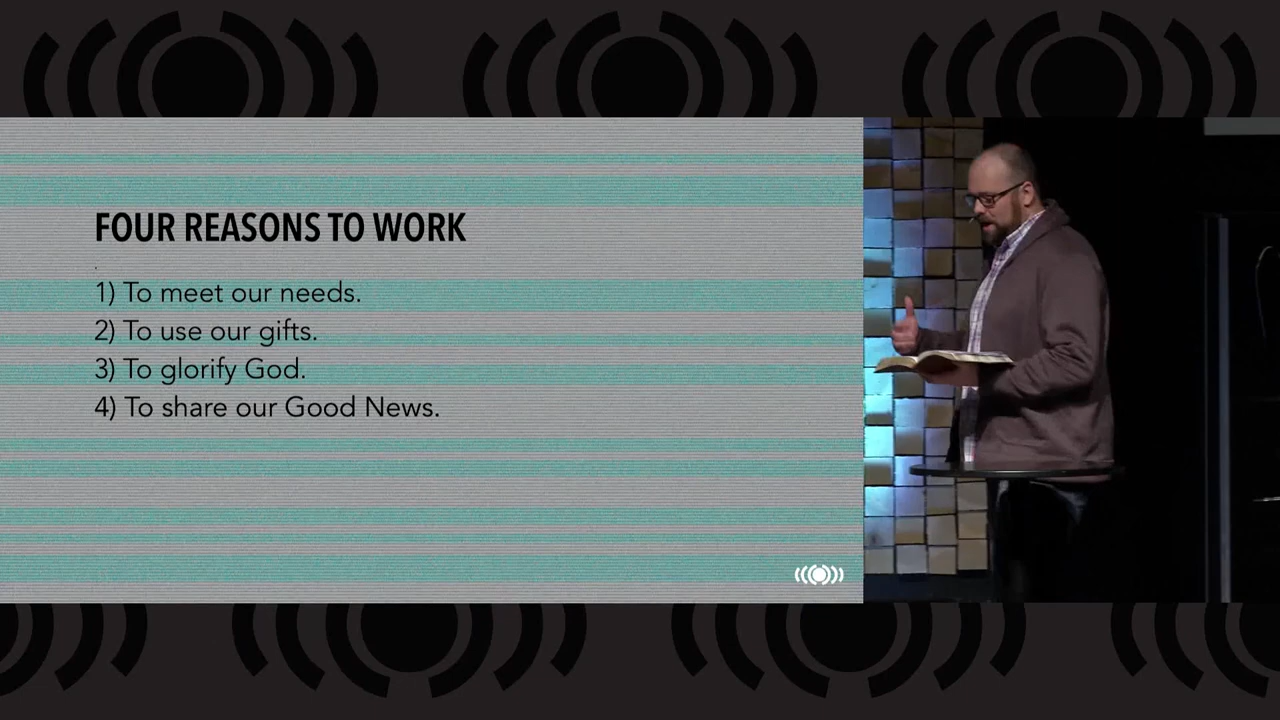 FOUR REASONS TO WORK
1) To meet our needs.
2) To use our gifts.
3) To glorify God.
4) To share our Good News.